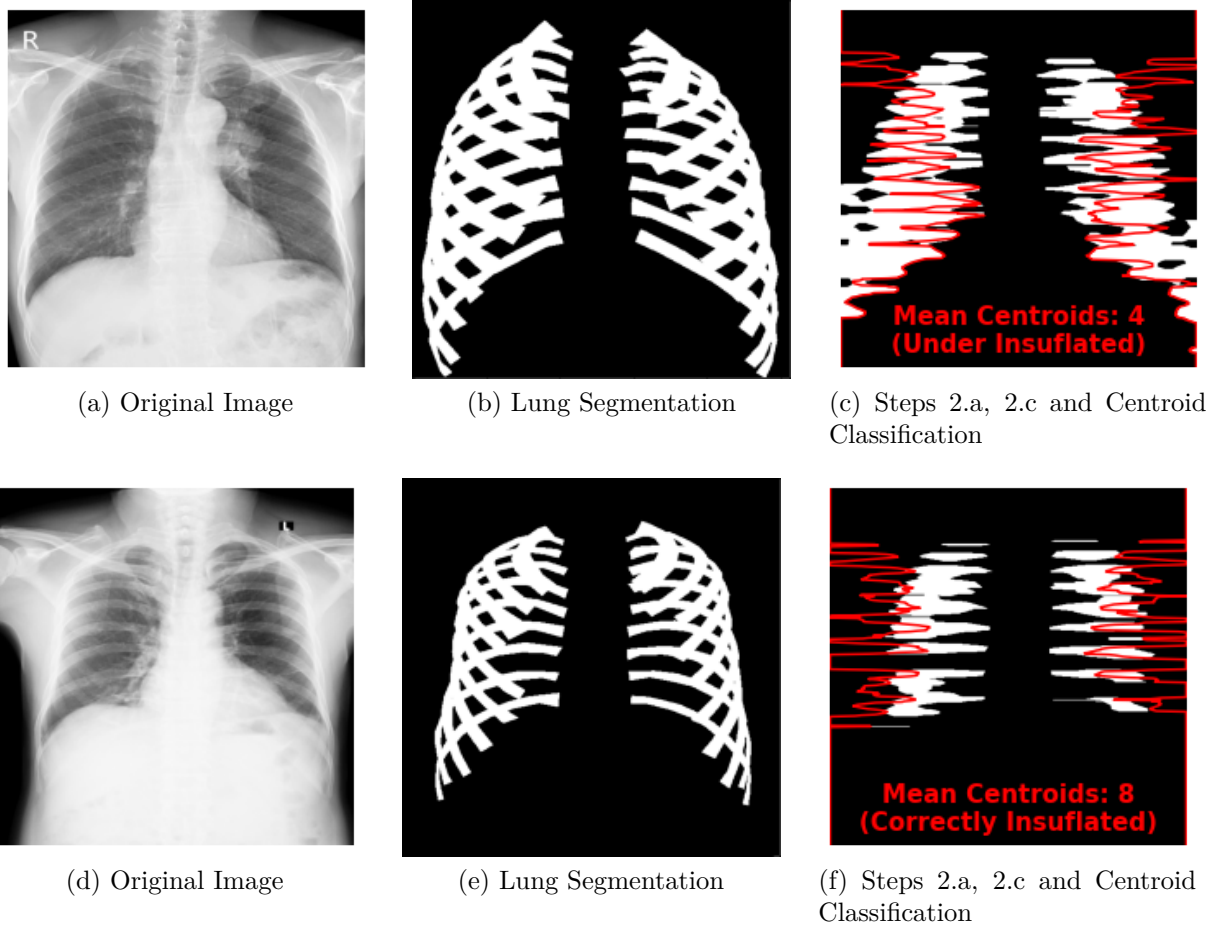 R
Mean Centroids: 4
(Under Insuflated)
(a) Original Image
(b) Lung Segmentation
(c) Steps 2.a, 2.c and Centroid
Classification
L
Mean Centroids: 8
(Correctly Insuflated)
(d) Original Image
(e) Lung Segmentation
(f) Steps 2.a, 2.c and Centroid
Classification